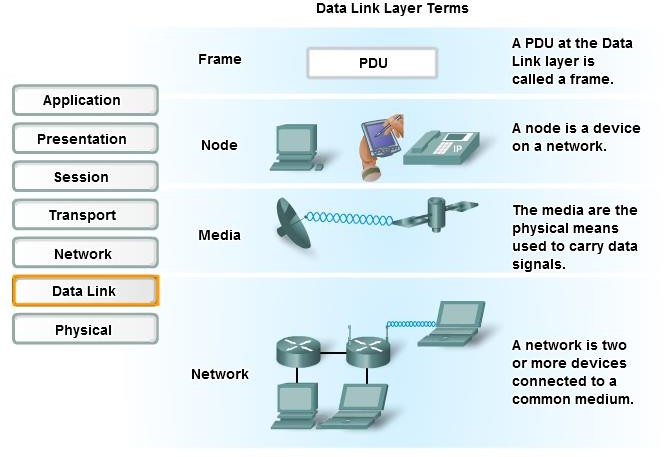 Data Link Layer Terms
Application
Presentation
Session
Transport
Network
Data Link
Physical
Frame
PDU
A PDU at the Data
Link layer is
called a frame.
Node
IP
A node is a device
on a network.
Media
The media are the
physical means
used to carry data
signals.
Network
A network is two
or more devices
connected to a
common medium.